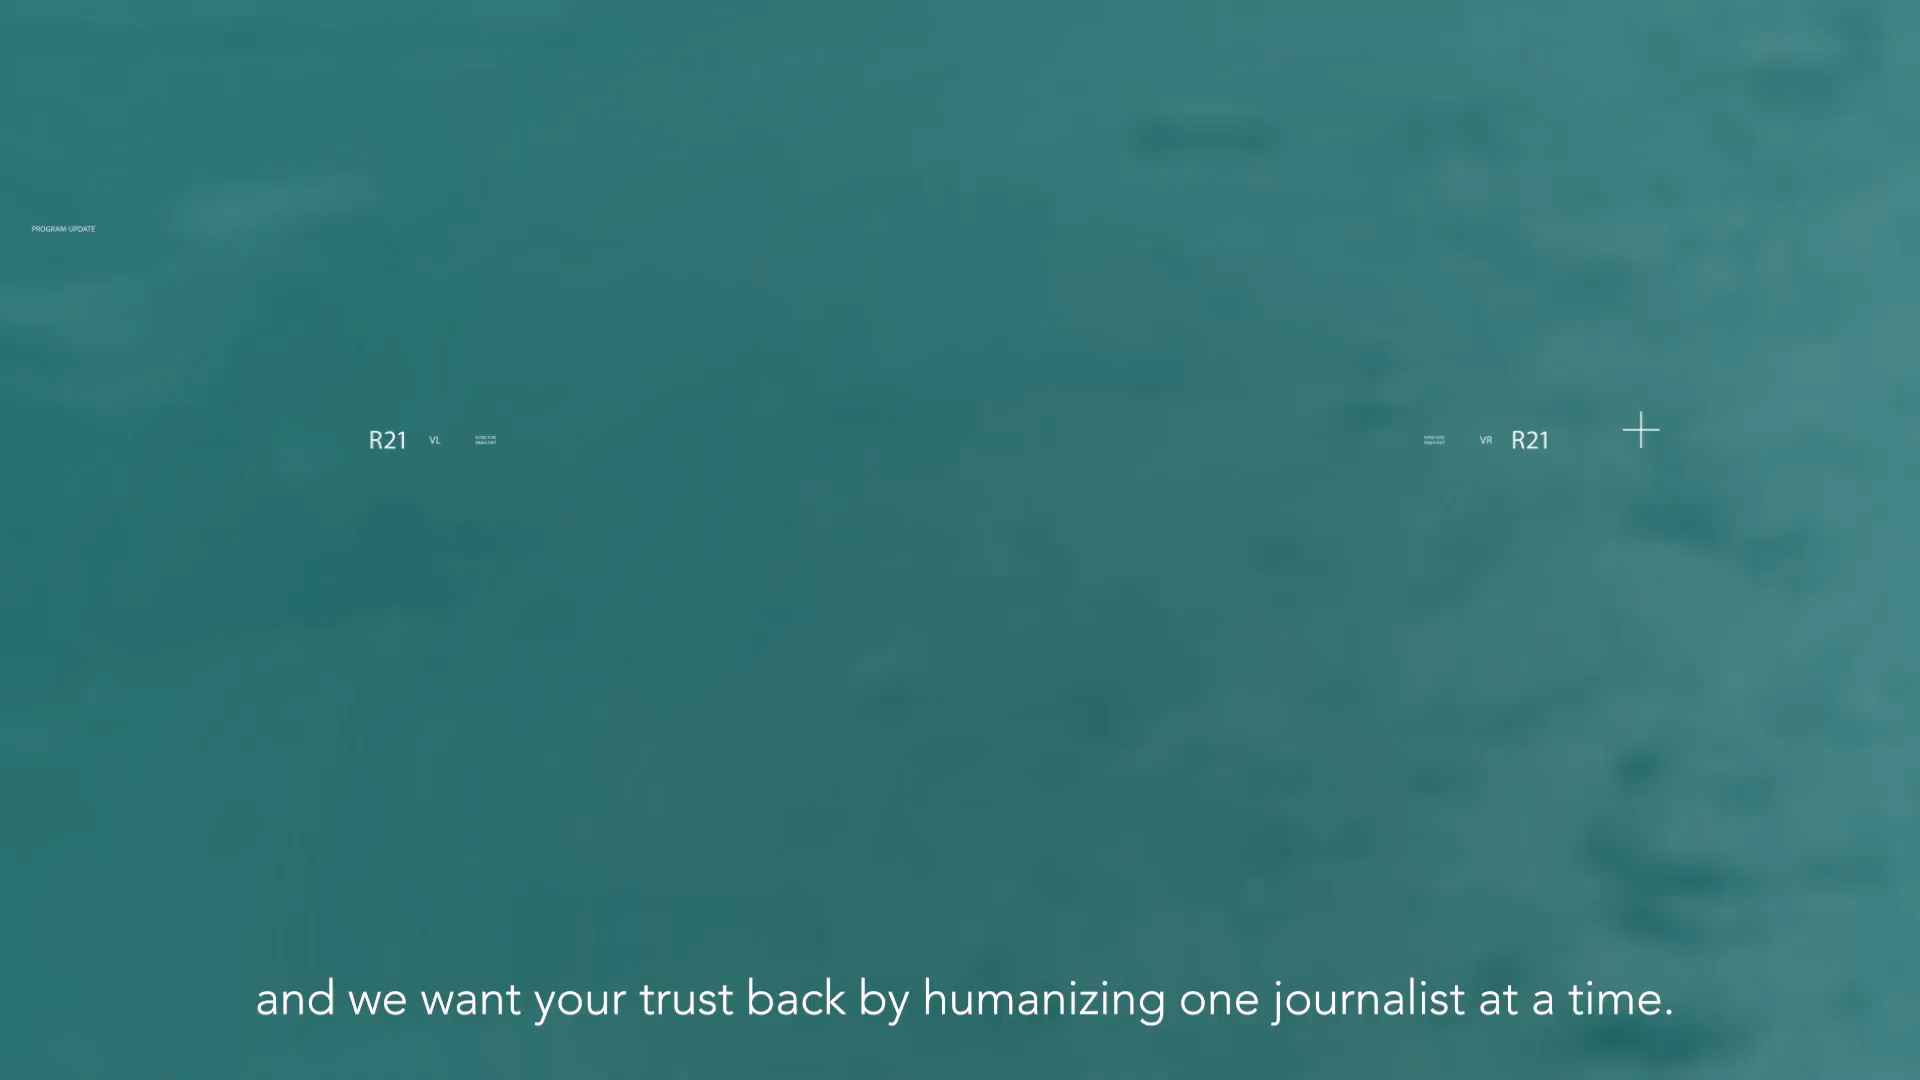 PROGRAM UPDATE
R21 VL
VR R21
and we want your trust back by humanizing one journalist at a time.